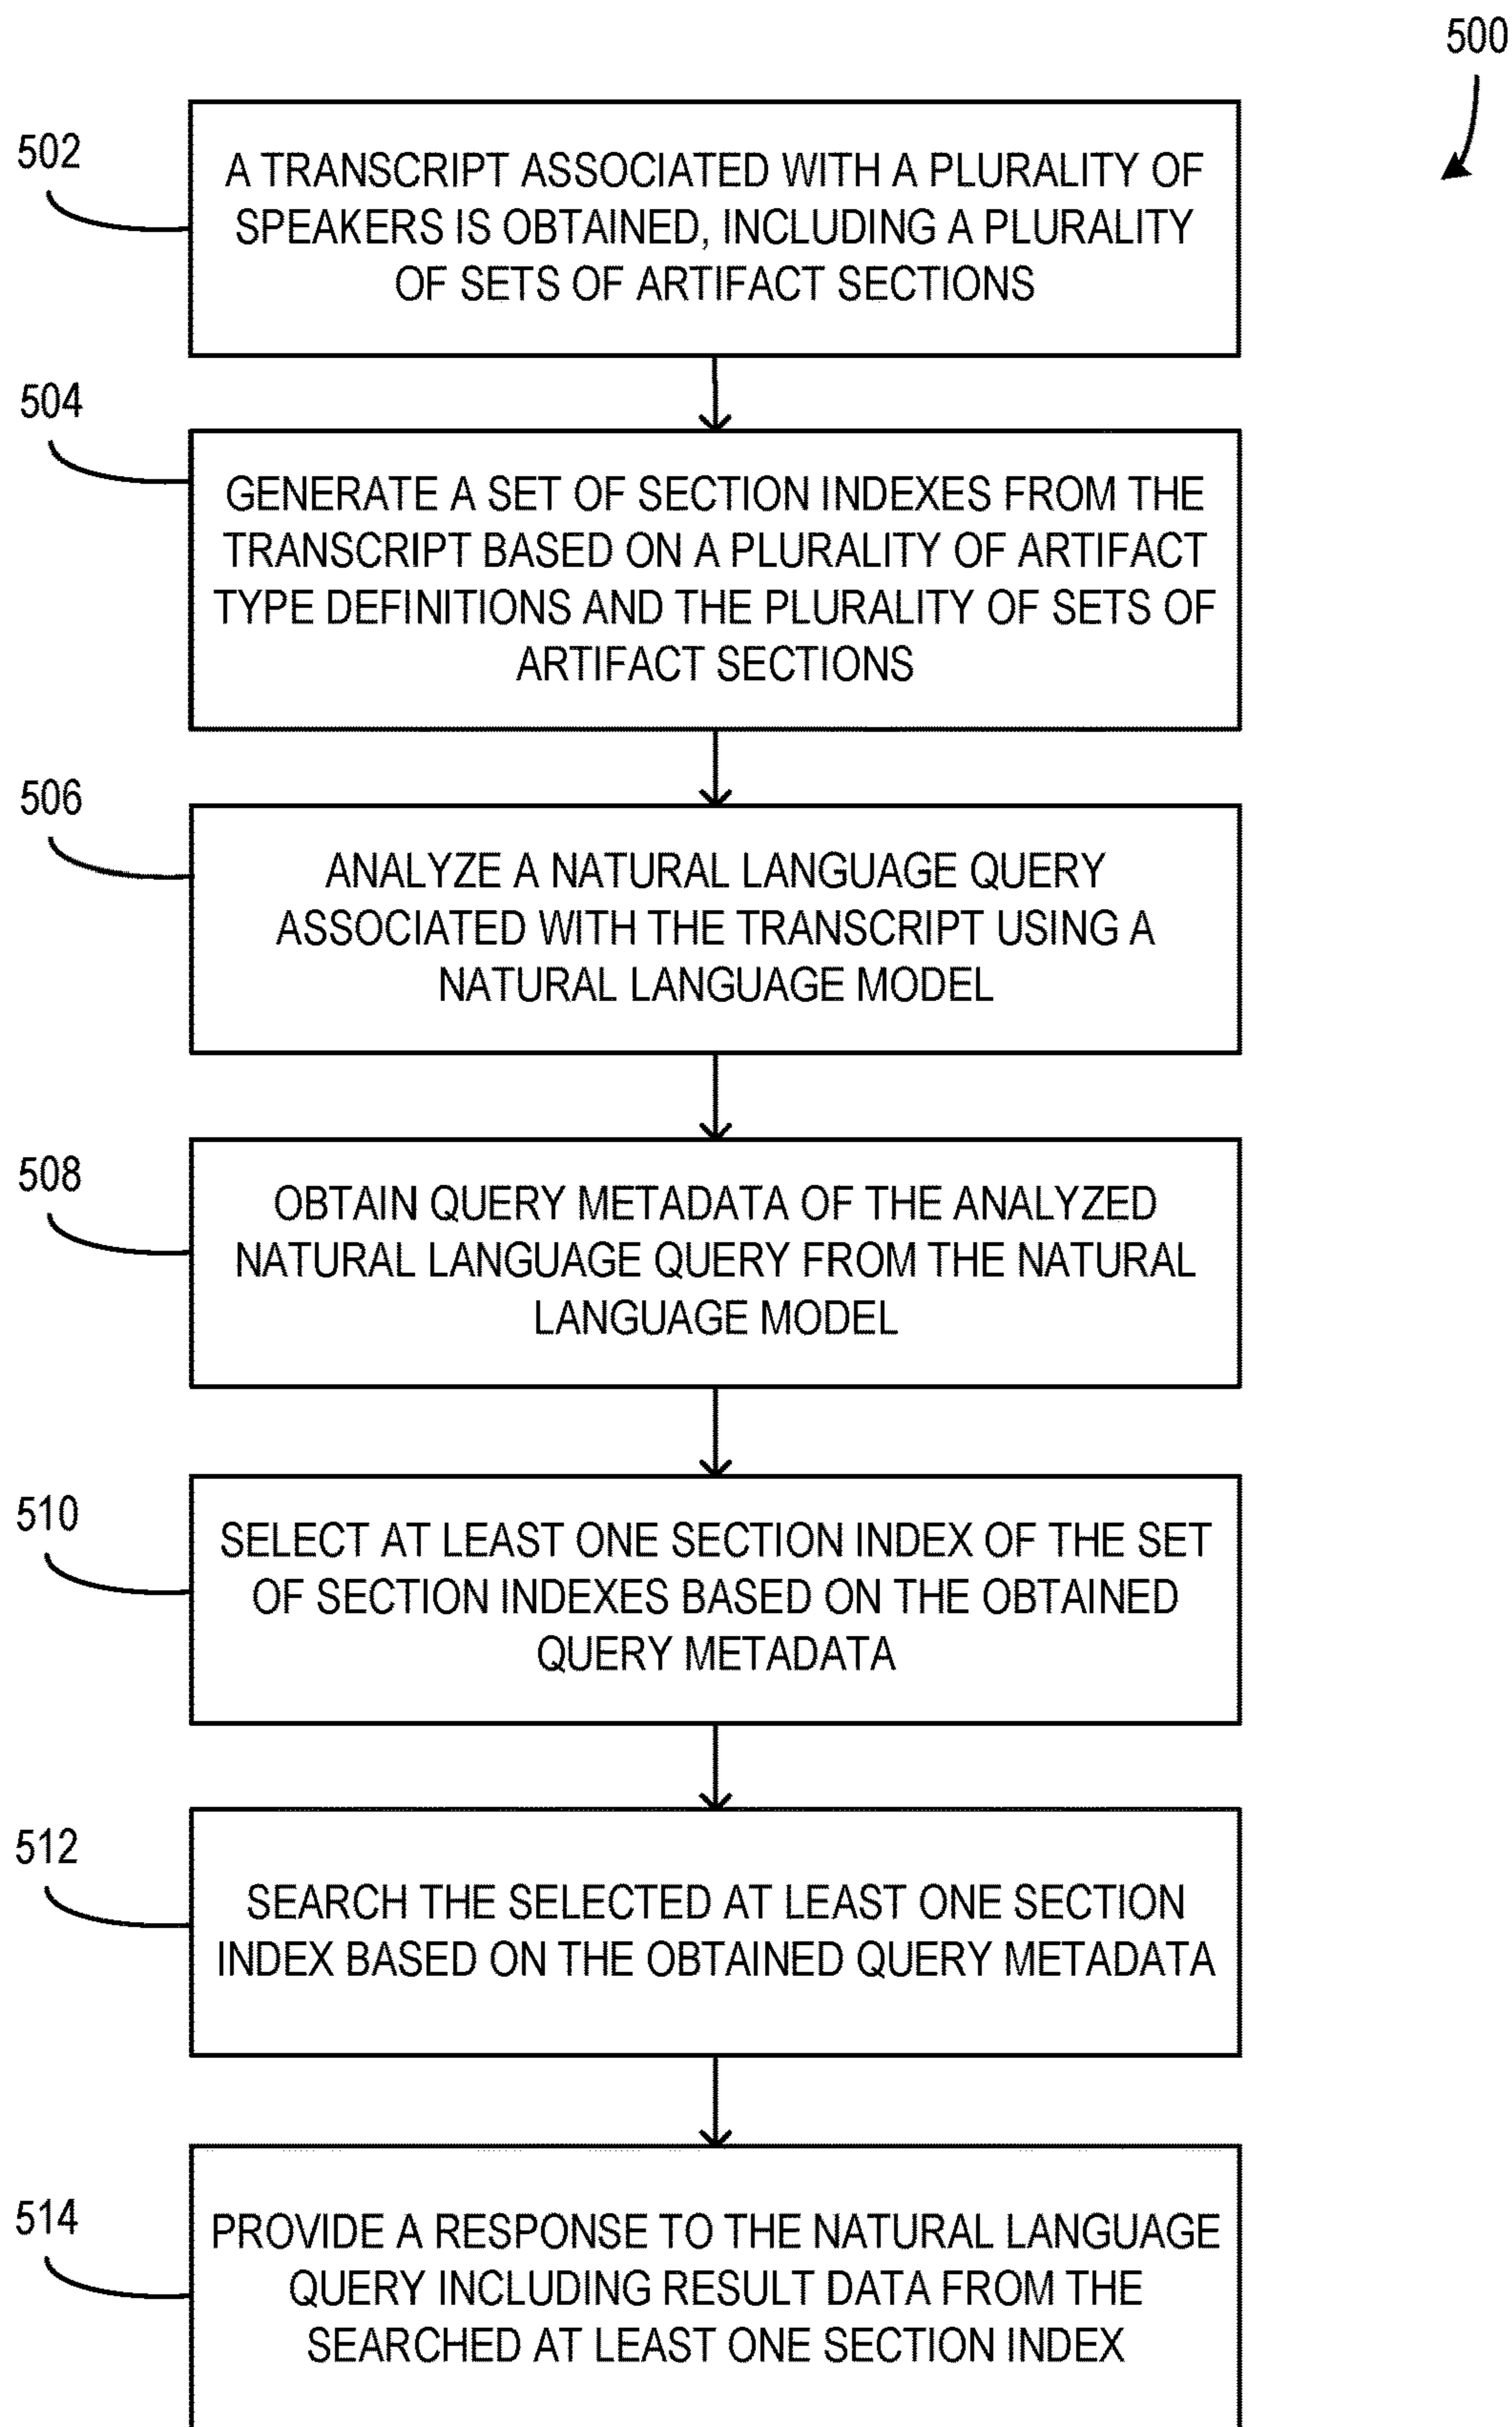 500
502
A TRANSCRIPT ASSOCIATED WITH A PLURALITY OF
SPEAKERS IS OBTAINED, INCLUDING A PLURALITY
OF SETS OF ARTIFACT SECTIONS
504
GENERATE A SET OF SECTION INDEXES FROM THE
TRANSCRIPT BASED ON A PLURALITY OF ARTIFACT
TYPE DEFINITIONS AND THE PLURALITY OF SETS OF
ARTIFACT SECTIONS
506
ANALYZE A NATURAL LANGUAGE QUERY
ASSOCIATED WITH THE TRANSCRIPT USING A
NATURAL LANGUAGE MODEL
508
OBTAIN QUERY METADATA OF THE ANALYZED
NATURAL LANGUAGE QUERY FROM THE NATURAL
LANGUAGE MODEL
510
SELECT AT LEAST ONE SECTION INDEX OF THE SET
OF SECTION INDEXES BASED ON THE OBTAINED
QUERY METADATA
512
SEARCH THE SELECTED AT LEAST ONE SECTION
INDEX BASED ON THE OBTAINED QUERY METADATA
514
PROVIDE A RESPONSE TO THE NATURAL LANGUAGE
QUERY INCLUDING RESULT DATA FROM THE
SEARCHED AT LEAST ONE SECTION INDEX